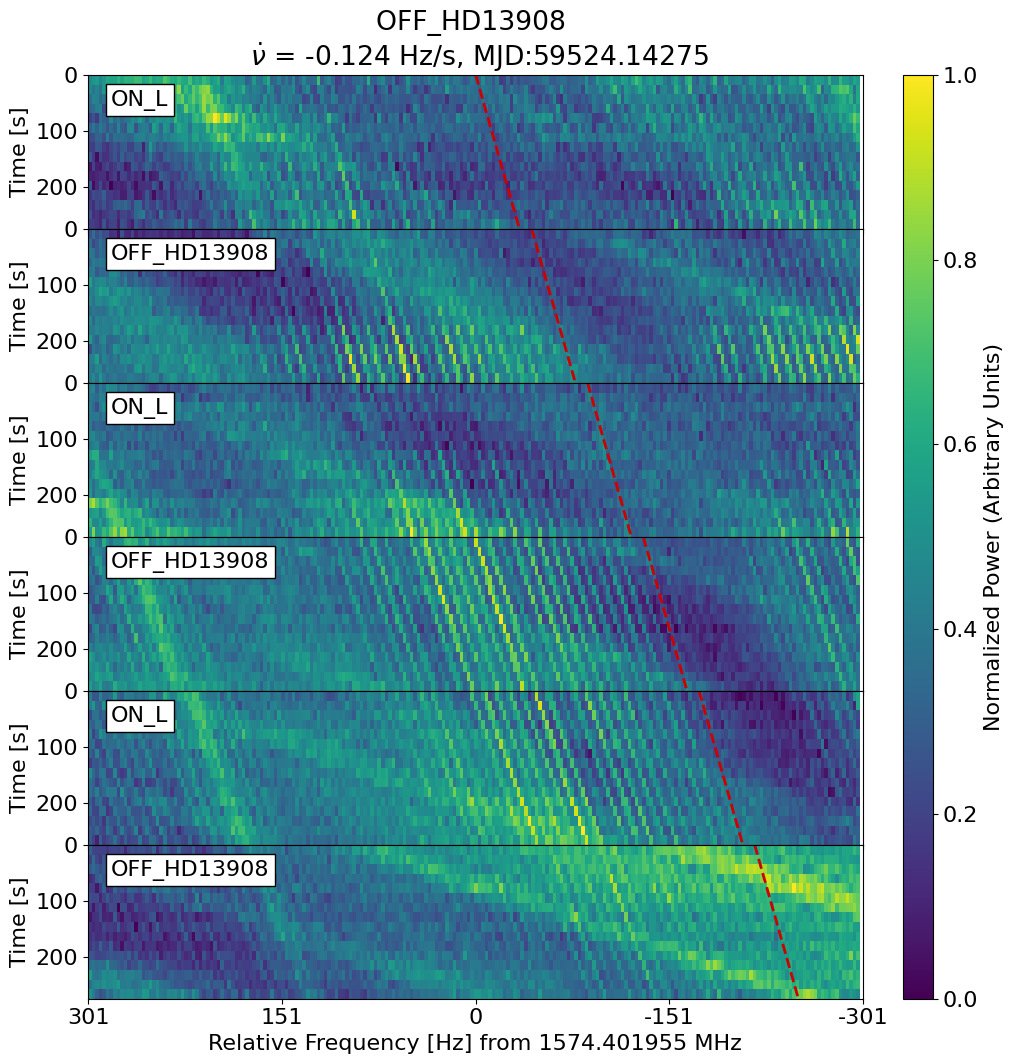 OFF_HD13908
ν̇ = -0.124 Hz/s, MJD:59524.14275
0
100
200
Time [s]
ON_L
0
100
200
Time [s]
OFF_HD13908
0
100
200
Time [s]
ON_L
0
100
200
Time [s]
OFF_HD13908
0
100
200
Time [s]
ON_L
0
100
200
Time [s]
OFF_HD13908
301
151
0
-151
-301
Relative Frequency [Hz] from 1574.401955 MHz
1.0
0.8
0.6
0.4
0.2
0.0
Normalized Power (Arbitrary Units)